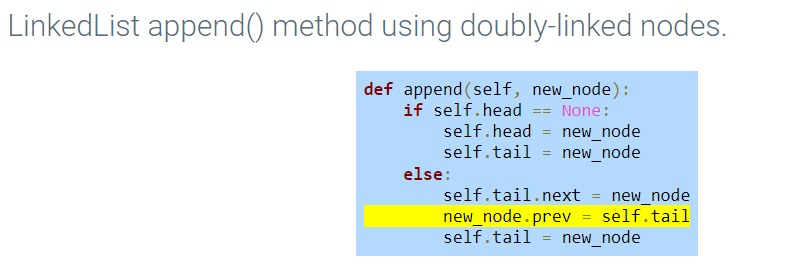 LinkedList append() method using doubly-linked nodes.
def append(self, new_node):
    if self.head == None:
        self.head = new_node
        self.tail = new_node
    else:
        self.tail.next = new_node
        new_node.prev = self.tail
        self.tail = new_node